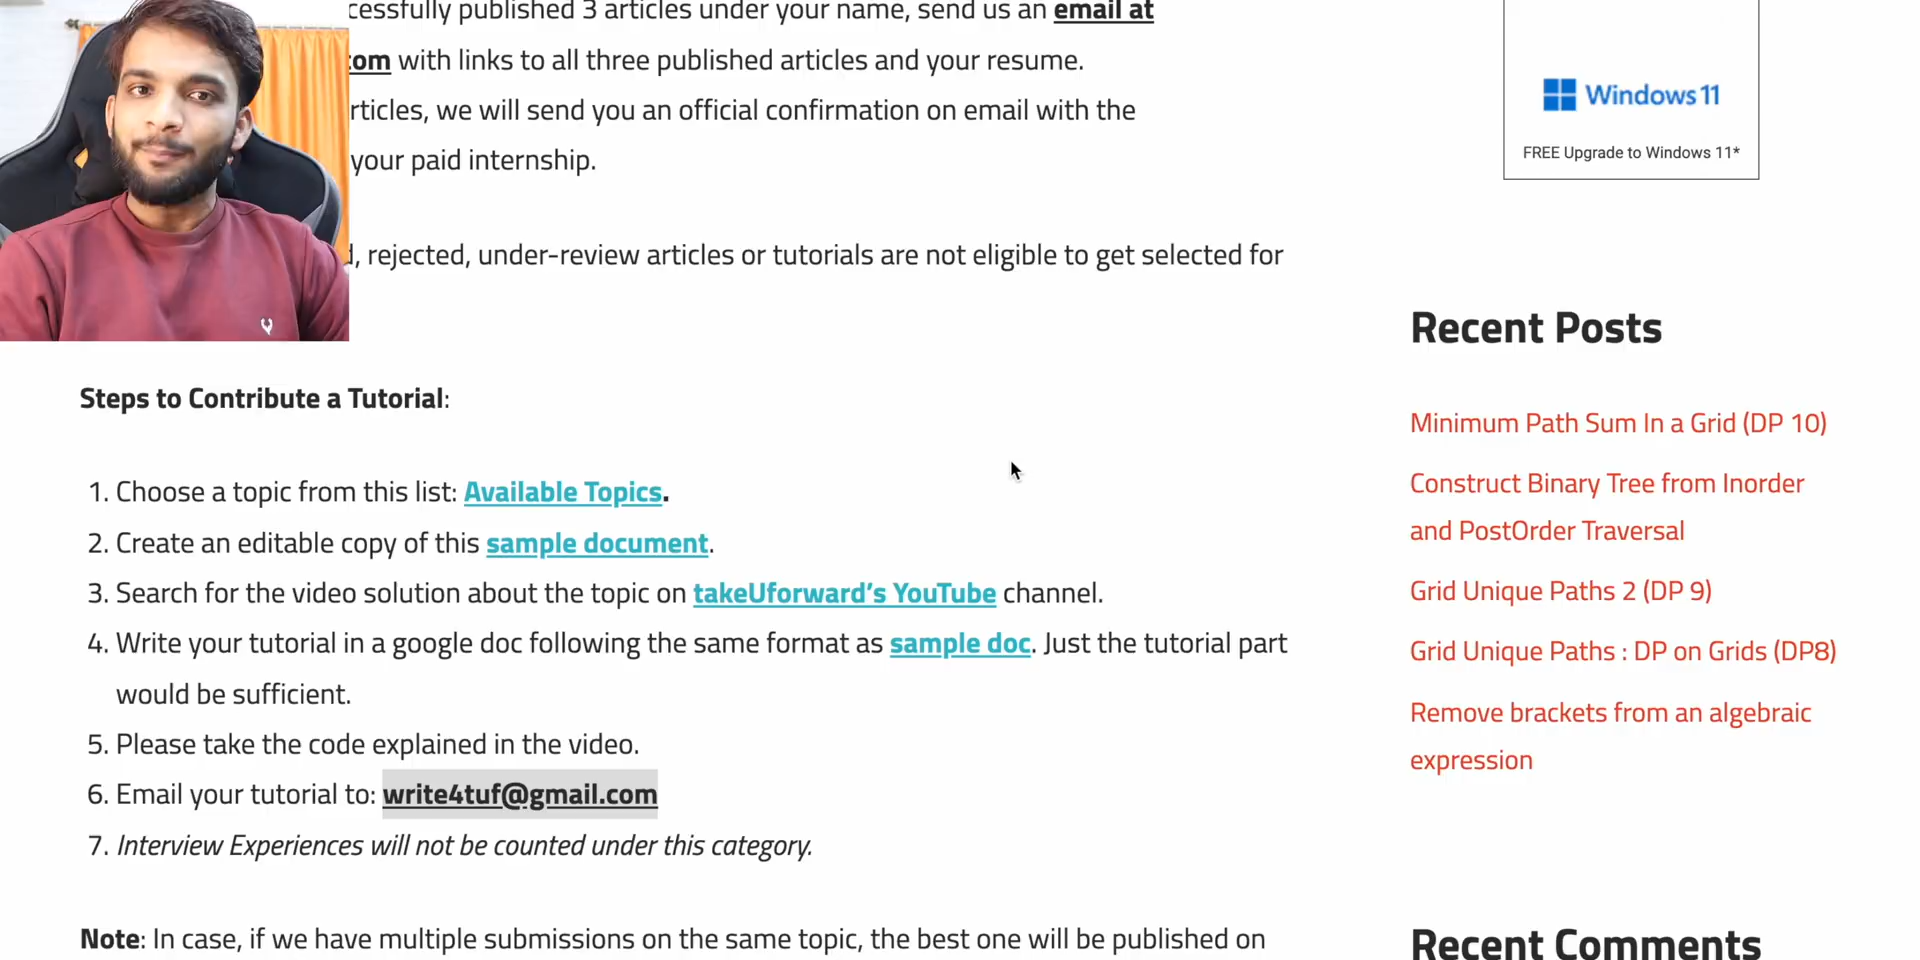 cessfully published 3 articles under your name, send us an email at
com with links to all three published articles and your resume.
rticles, we will send you an official confirmation on email with the
your paid internship.
, rejected, under-review articles or tutorials are not eligible to get selected for
Steps to Contribute a Tutorial:
1. Choose a topic from this list: Available Topics.
2. Create an editable copy of this sample document.
3. Search for the video solution about the topic on takeUforward’s YouTube channel.
4. Write your tutorial in a google doc following the same format as sample doc. Just the tutorial part
would be sufficient.
5. Please take the code explained in the video.
6. Email your tutorial to: write4tuf@gmail.com
7. Interview Experiences will not be counted under this category.
Note: In case, if we have multiple submissions on the same topic, the best one will be published on
Windows 11
FREE Upgrade to Windows 11*
Recent Posts
Minimum Path Sum In a Grid (DP 10)
Construct Binary Tree from Inorder
and PostOrder Traversal
Grid Unique Paths 2 (DP 9)
Grid Unique Paths : DP on Grids (DP8)
Remove brackets from an algebraic
expression
Recent Comments